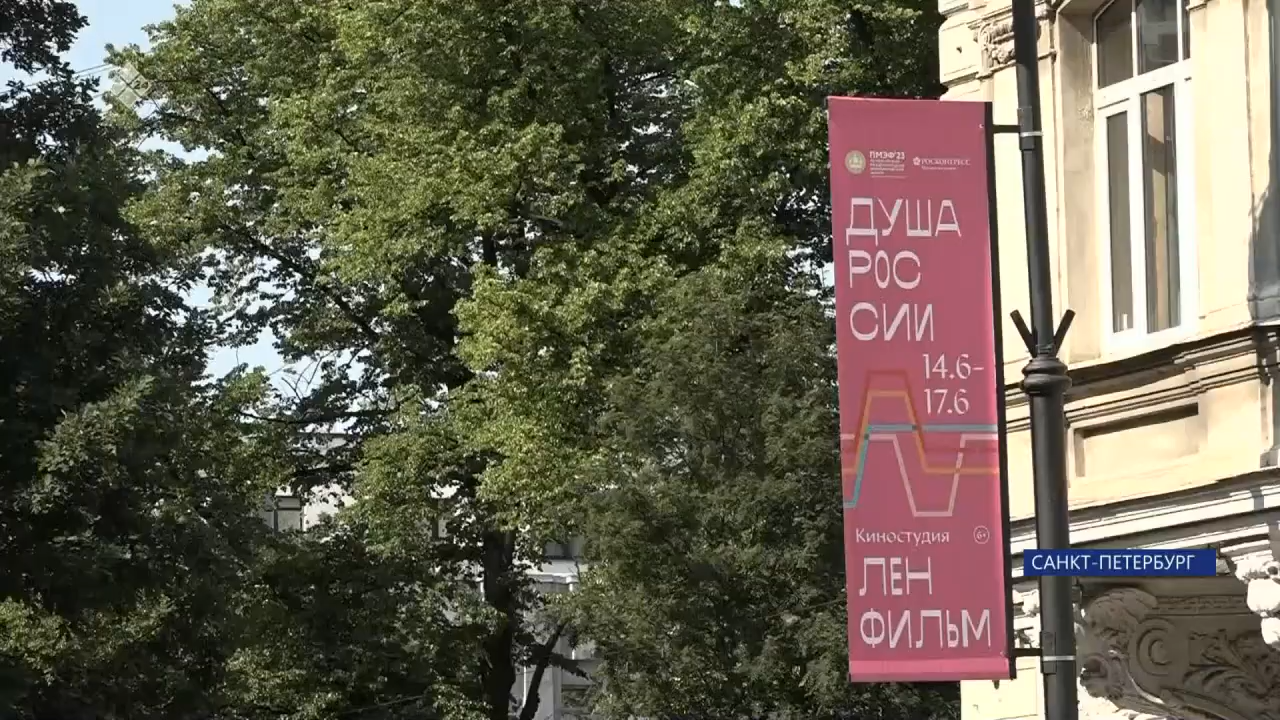 ПМЭФ'23
РОСКОНГРЕСС
ДУША
РОС
СИИ
14.6-
17.6
Киностудия
6+
ЛЕН
ФИЛЬМ
САНКТ-ПЕТЕРБУРГ